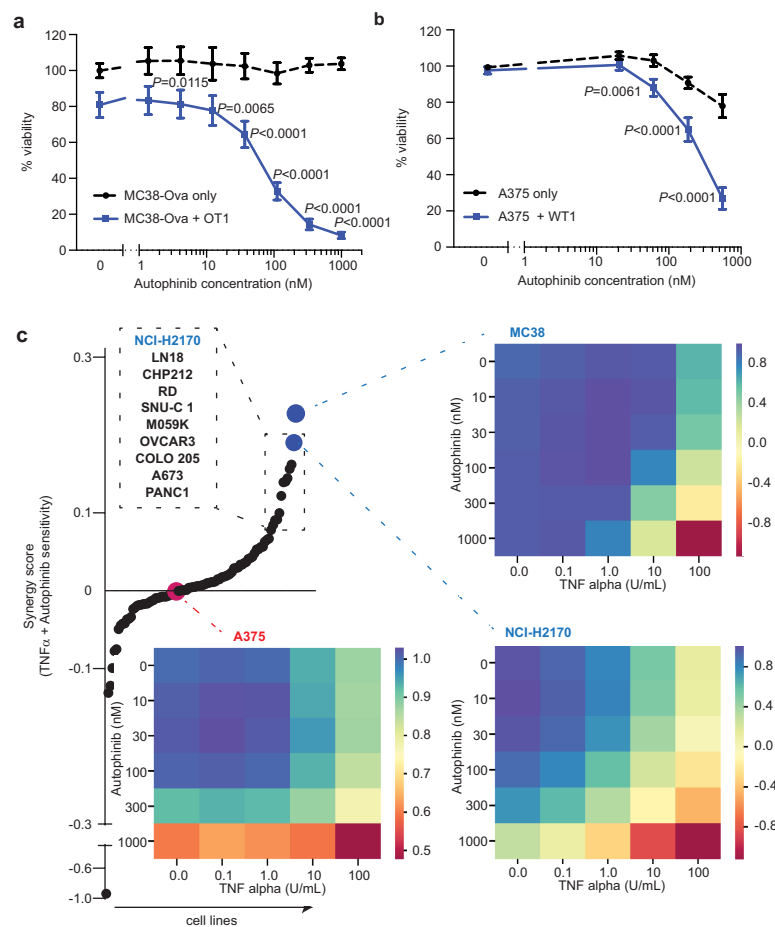 a
% viability
120
100
80
60
40
20
0
P=0.0115
P=0.0065
P<0.0001
P<0.0001
P<0.0001
P<0.0001
MC38-Ova only
MC38-Ova + OT1
0 1 10 100 1000
Autophinib concentration (nM)
b
% viability
120
100
80
60
40
20
0
P=0.0061
P<0.0001
P<0.0001
A375 only
A375 + WT1
0 1 10 100 1000
Autophinib concentration (nM)
c
Synergy score
(TNFα + Autophinib sensitivity)
0.3
0.1
0
-0.1
-0.3
-0.6
-1.0
NCI-H2170
LN18
CHP212
RD
SNU-C 1
M059K
OVCAR3
COLO 205
A673
PANC1
cell lines
MC38
Autophinib (nM)
0
10
30
100
300
1000
0.0 0.1 1.0 10 100
TNF alpha (U/mL)
0.8
0.4
0.0
-0.4
-0.8
A375
Autophinib (nM)
0
10
30
100
300
1000
0.0 0.1 1.0 10 100
TNF alpha (U/mL)
1.0
0.9
0.8
0.7
0.6
0.5
NCI-H2170
Autophinib (nM)
0
10
30
100
300
1000
0.0 0.1 1.0 10 100
TNF alpha (U/mL)
0.8
0.4
0.0
-0.4
-0.8